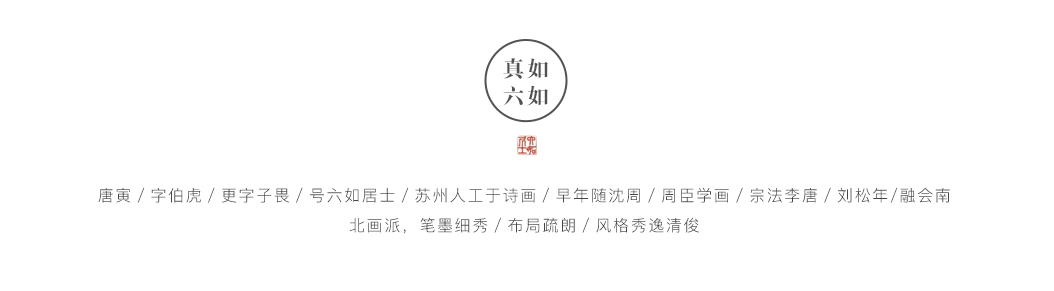 真如
六如
唐寅 / 字伯虎 / 更字子畏 / 号六如居士 / 苏州人工于诗画 / 早年随沈周 / 周臣学画 / 宗法李唐 / 刘松年/融会南
北画派，笔墨细秀 / 布局疏朗 / 风格秀逸清俊